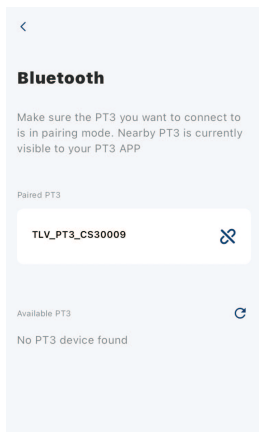 Bluetooth
Make sure the PT3 you want to connect to
is in pairing mode. Nearby PT3 is currently
visible to your PT3 APP
Paired PT3
TLV_PT3_CS30009
Available PT3
No PT3 device found